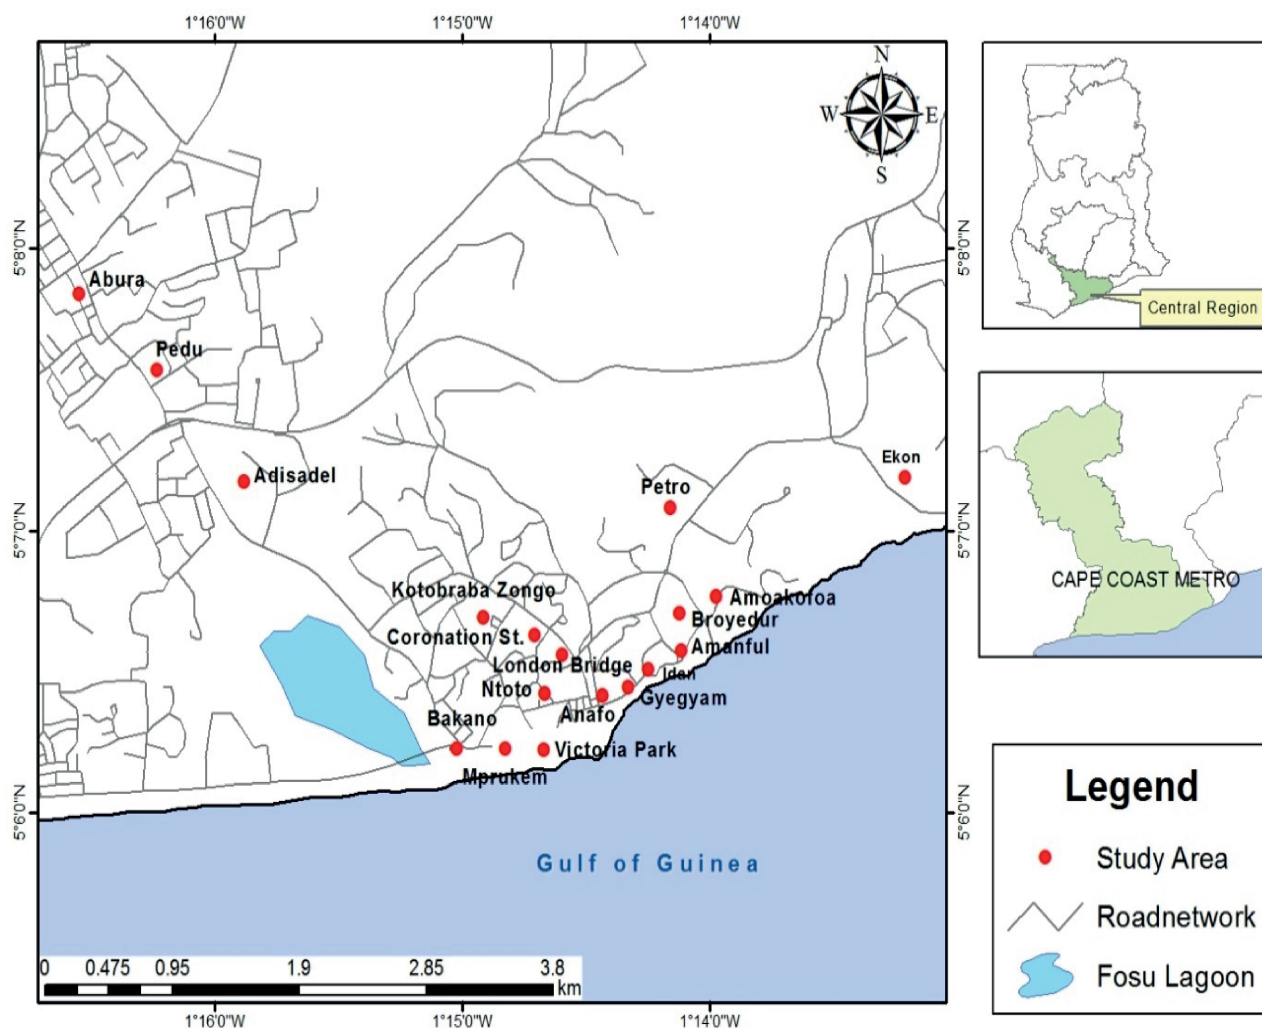 1°16'0"W 1°15'0"W 1°14'0"W
N
W E
S
5°8'0"N 5°8'0"N
Abura
Pedu
Central Region
Adisadel
Ekon
Petro
5°7'0"N 5°7'0"N
CAPE COAST METRO
Kotobraba Zongo
Amoakofoa
Broyedur
Coronation St.
Amanful
London Bridge
Idan
Ntoto
Gyegyam
Anafo
Bakano
Victoria Park
Mprukem
5°6'0"N 5°6'0"N
Gulf of Guinea
Legend
Study Area
Roadnetwork
Fosu Lagoon
0 0.475 0.95 1.9 2.85 3.8
km
1°16'0"W 1°15'0"W 1°14'0"W